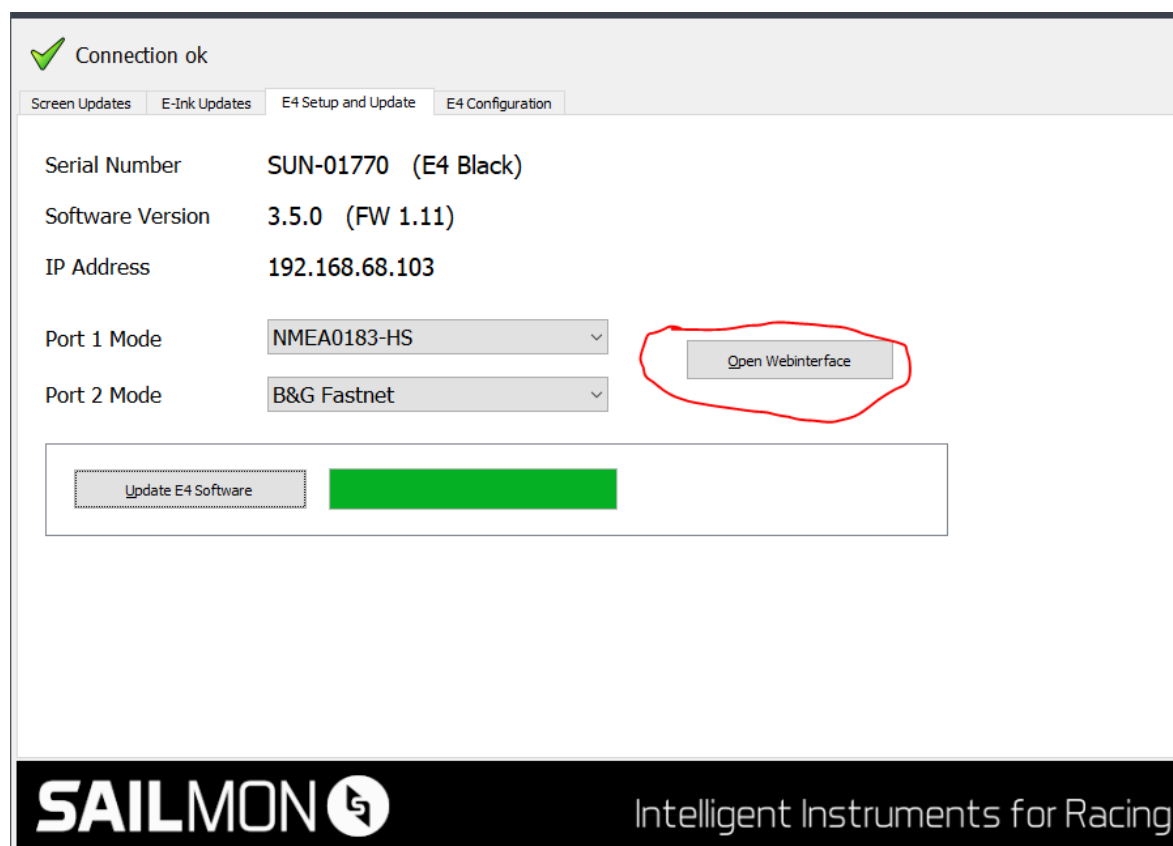 Connection ok
Screen Updates E-Ink Updates E4 Setup and Update E4 Configuration
Serial Number SUN-01770 (E4 Black)
Software Version 3.5.0 (FW 1.11)
IP Address 192.168.68.103
Port 1 Mode NMEA0183-HS
Open Webinterface
Port 2 Mode B&G Fastnet
Update E4 Software
SAILMON
Intelligent Instruments for Racing